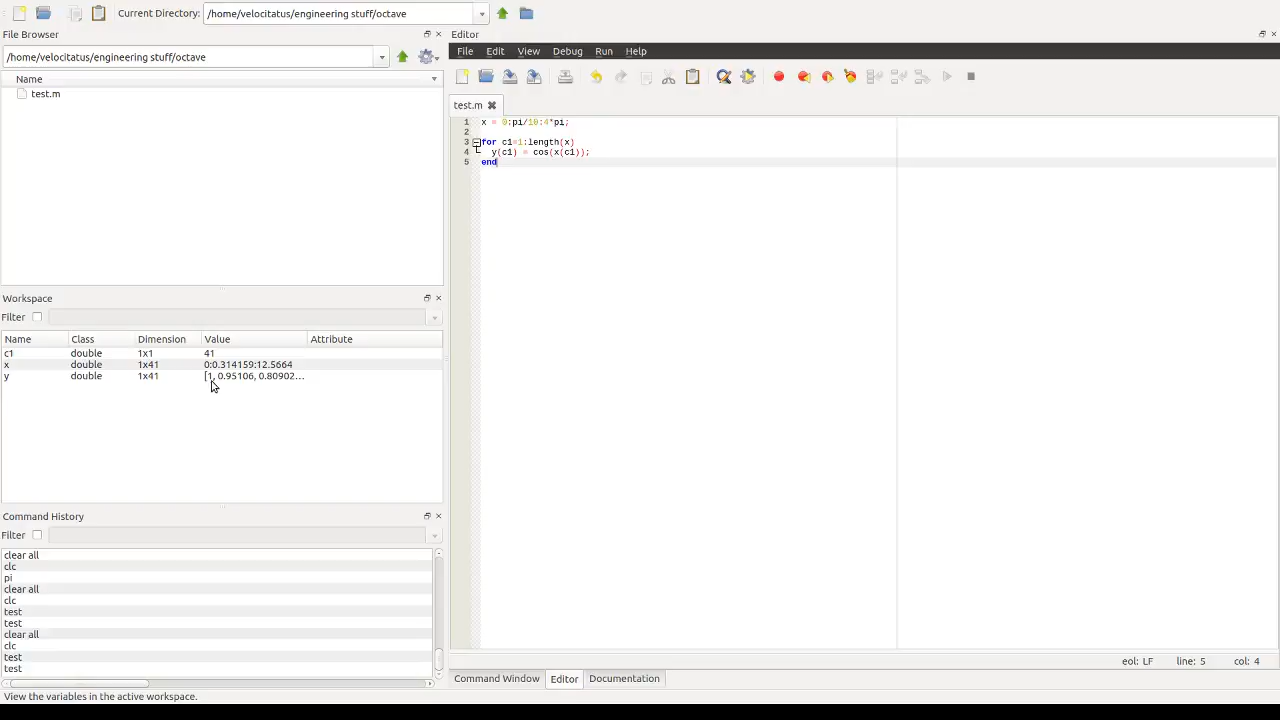 Current Directory: /home/velocitatus/engineering stuff/octave
File Browser
/home/velocitatus/engineering stuff/octave
Name
test.m
Workspace
Filter
Name Class Dimension Value Attribute
c1 double 1x1 41
x double 1x41 0:0.314159:12.5664
y double 1x41 [1, 0.95106, 0.80902...
Command History
Filter
clear all
clc
pi
clear all
clc
test
test
clear all
clc
test
test
View the variables in the active workspace.
Editor
File Edit View Debug Run Help
test.m
1 x = 0:pi/10:4*pi;
2
3 for c1=1:length(x)
4 y(c1) = cos(x(c1));
5 end
eol: LF line: 5 col: 4
Command Window Editor Documentation